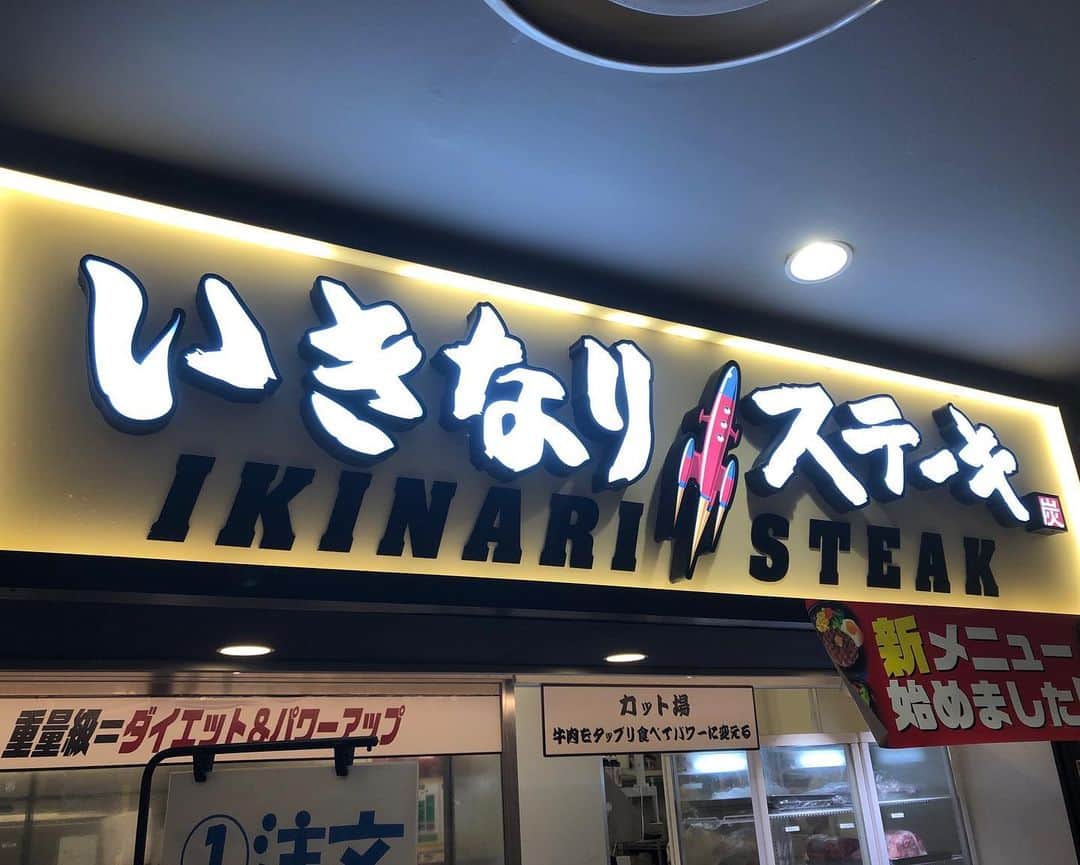 いきなりステーキ 炭
IKINARI STEAK
新メニュー
始めました!
重量級=ダイエット&パワーアップ
カット場
牛肉をタップリ食べてパワーに変える
①注文